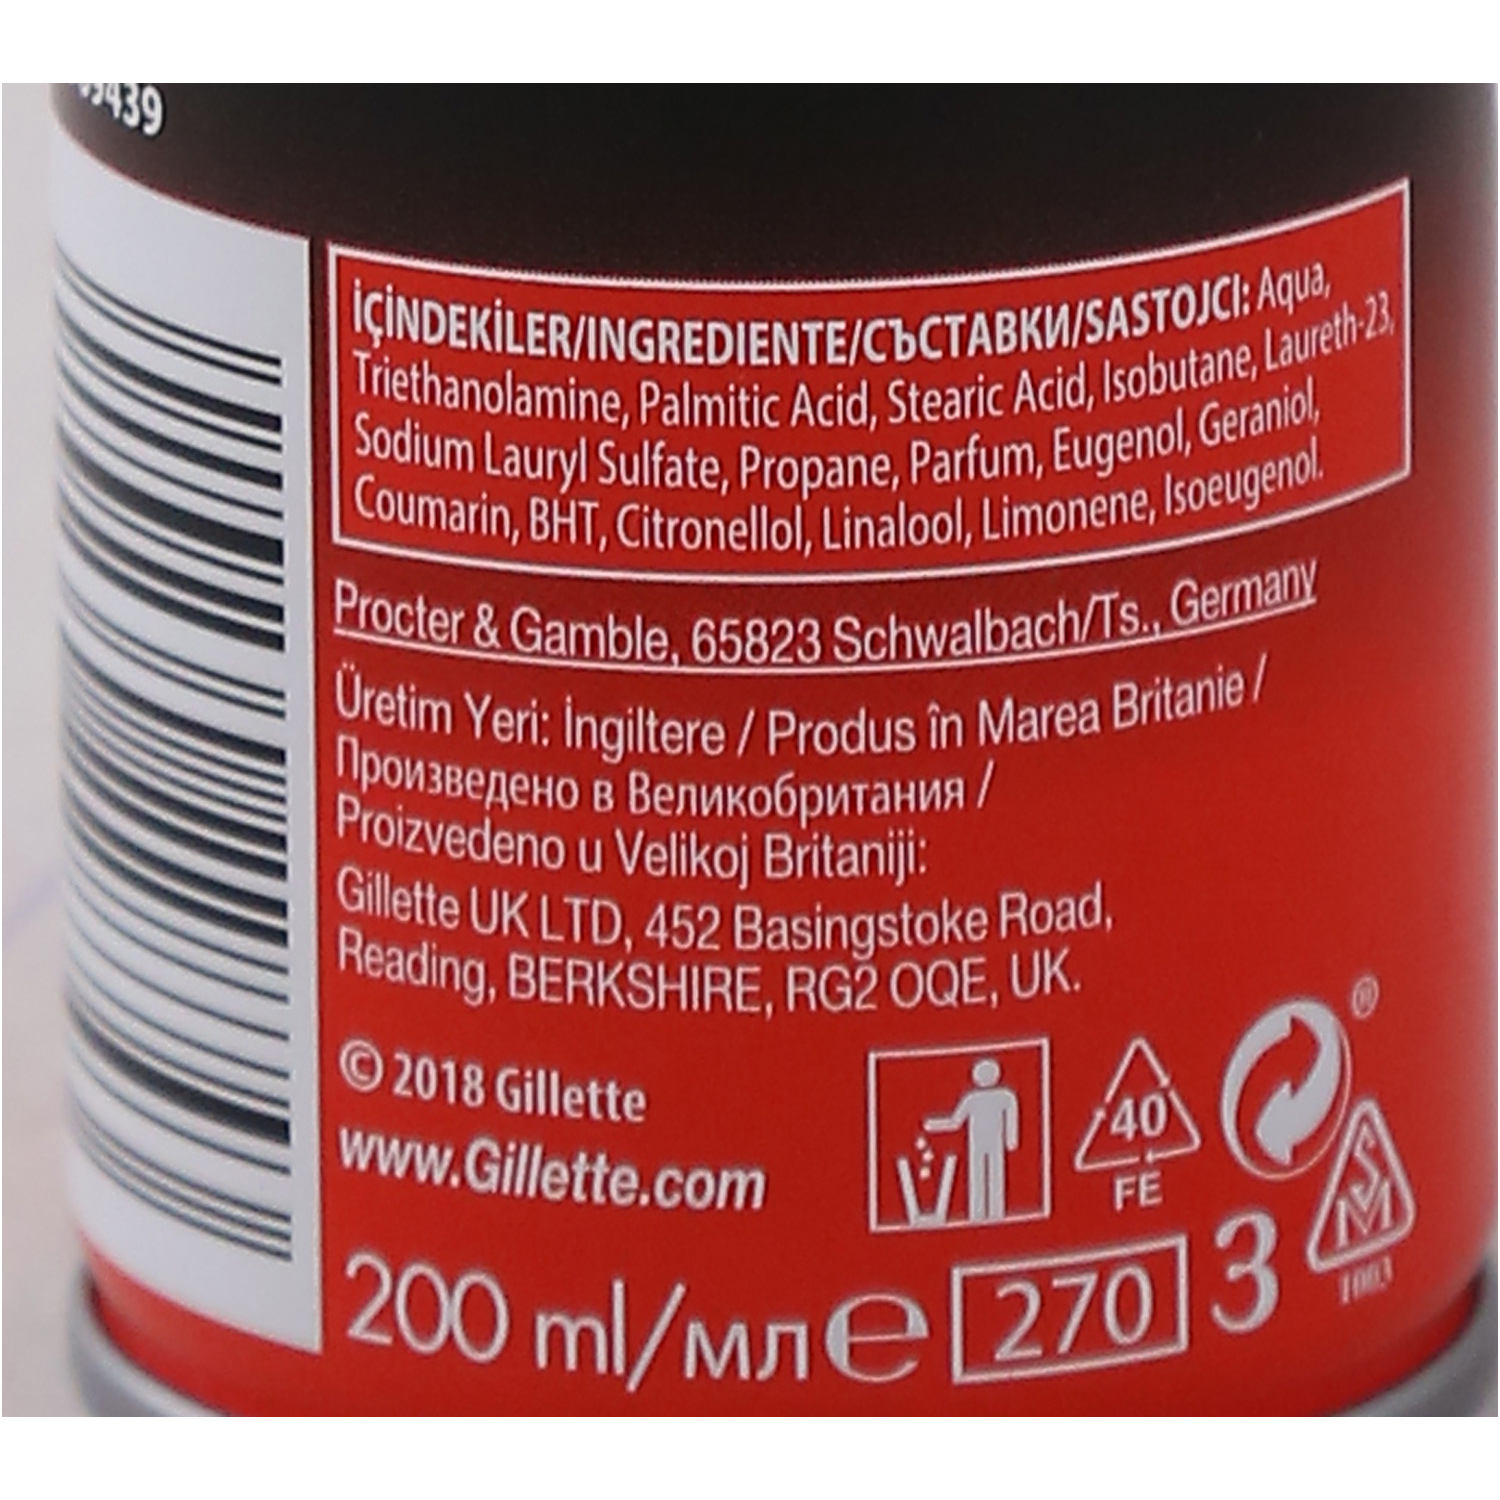 439
İÇİNDEKİLER/INGREDIENTE/СЪСТАВКИ/SASTOJCI: Aqua,
Triethanolamine, Palmitic Acid, Stearic Acid, Isobutane, Laureth-23,
Sodium Lauryl Sulfate, Propane, Parfum, Eugenol, Geraniol,
Coumarin, BHT, Citronellol, Linalool, Limonene, Isoeugenol.
Procter & Gamble, 65823 Schwalbach/Ts., Germany
Üretim Yeri: İngiltere / Produs în Marea Britanie /
Произведено в Великобритания /
Proizvedeno u Velikoj Britaniji:
Gillette UK LTD, 452 Basingstoke Road,
Reading, BERKSHIRE, RG2 OQE, UK.
© 2018 Gillette
www.Gillette.com
40
FE
®
SM
200 ml/мл ℮ 270 3